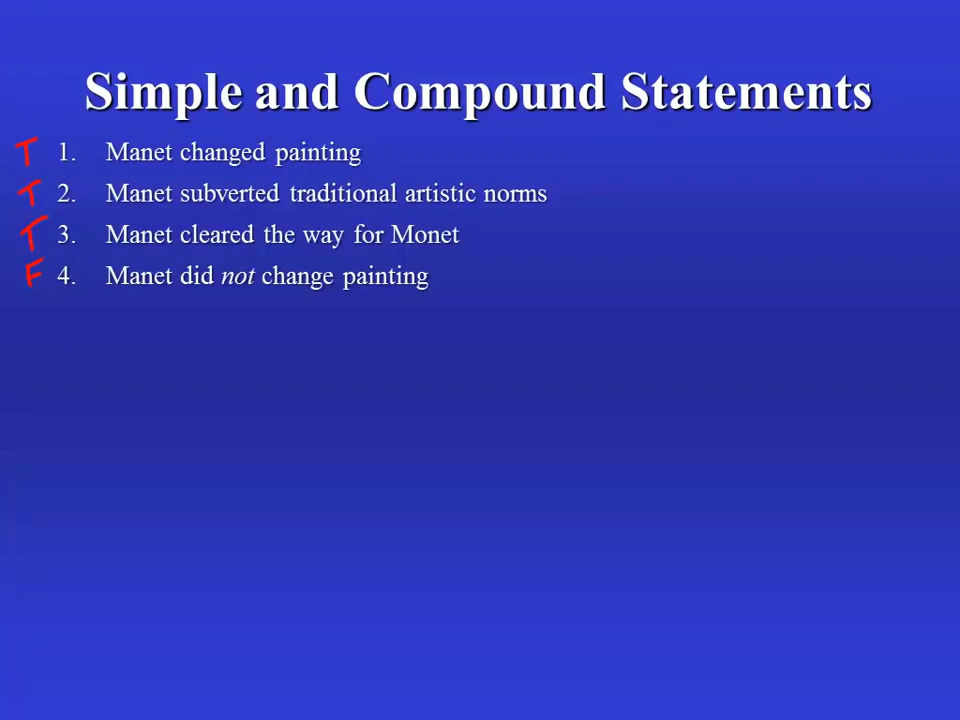 Simple and Compound Statements
T 1. Manet changed painting
T 2. Manet subverted traditional artistic norms
T 3. Manet cleared the way for Monet
F 4. Manet did not change painting